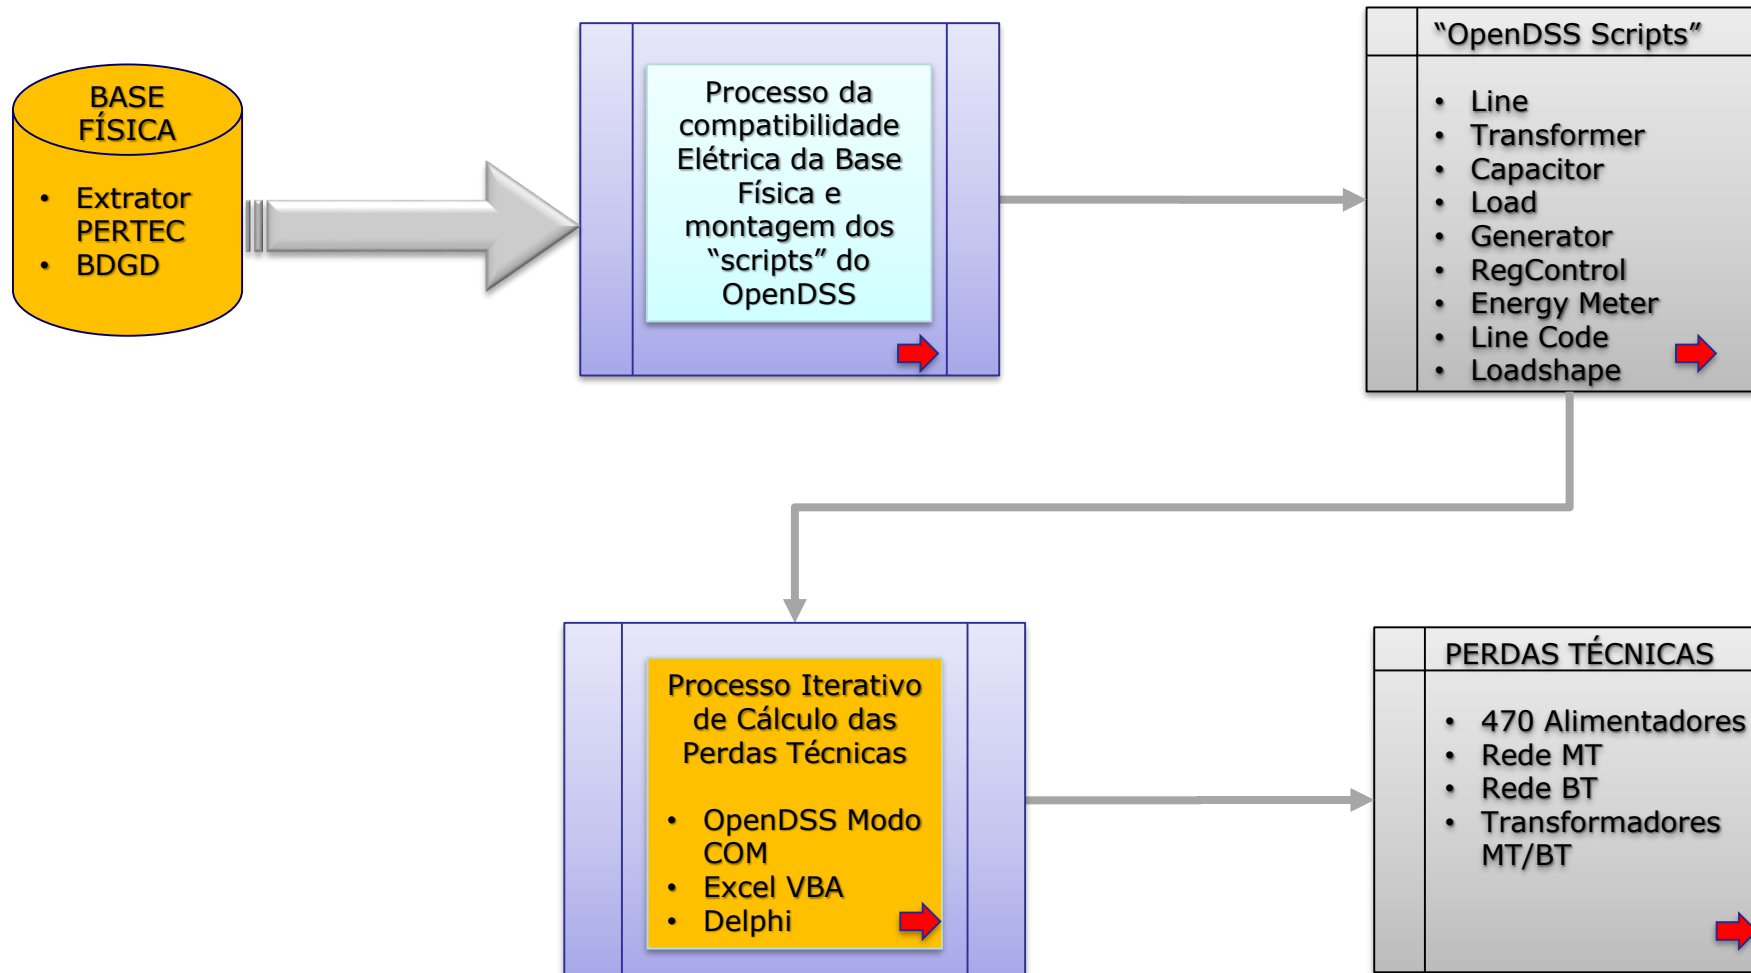 BASE
FÍSICA
• Extrator
PERTEC
• BDGD
Processo da
compatibilidade
Elétrica da Base
Física e
montagem dos
“scripts” do
OpenDSS
“OpenDSS Scripts”
• Line
• Transformer
• Capacitor
• Load
• Generator
• RegControl
• Energy Meter
• Line Code
• Loadshape
Processo Iterativo
de Cálculo das
Perdas Técnicas
• OpenDSS Modo
COM
• Excel VBA
• Delphi
PERDAS TÉCNICAS
• 470 Alimentadores
• Rede MT
• Rede BT
• Transformadores
MT/BT